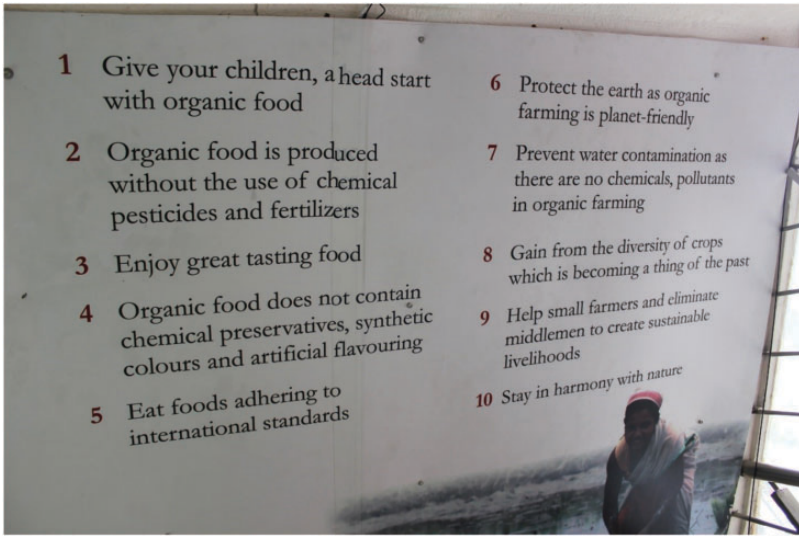 1 Give your children, a head start
with organic food
2 Organic food is produced
without the use of chemical
pesticides and fertilizers
3 Enjoy great tasting food
4 Organic food does not contain
chemical preservatives, synthetic
colours and artificial flavouring
5 Eat foods adhering to
international standards
6 Protect the earth as organic
farming is planet-friendly
7 Prevent water contamination as
there are no chemicals, pollutants
in organic farming
8 Gain from the diversity of crops
which is becoming a thing of the past
9 Help small farmers and eliminate
middlemen to create sustainable
livelihoods
10 Stay in harmony with nature